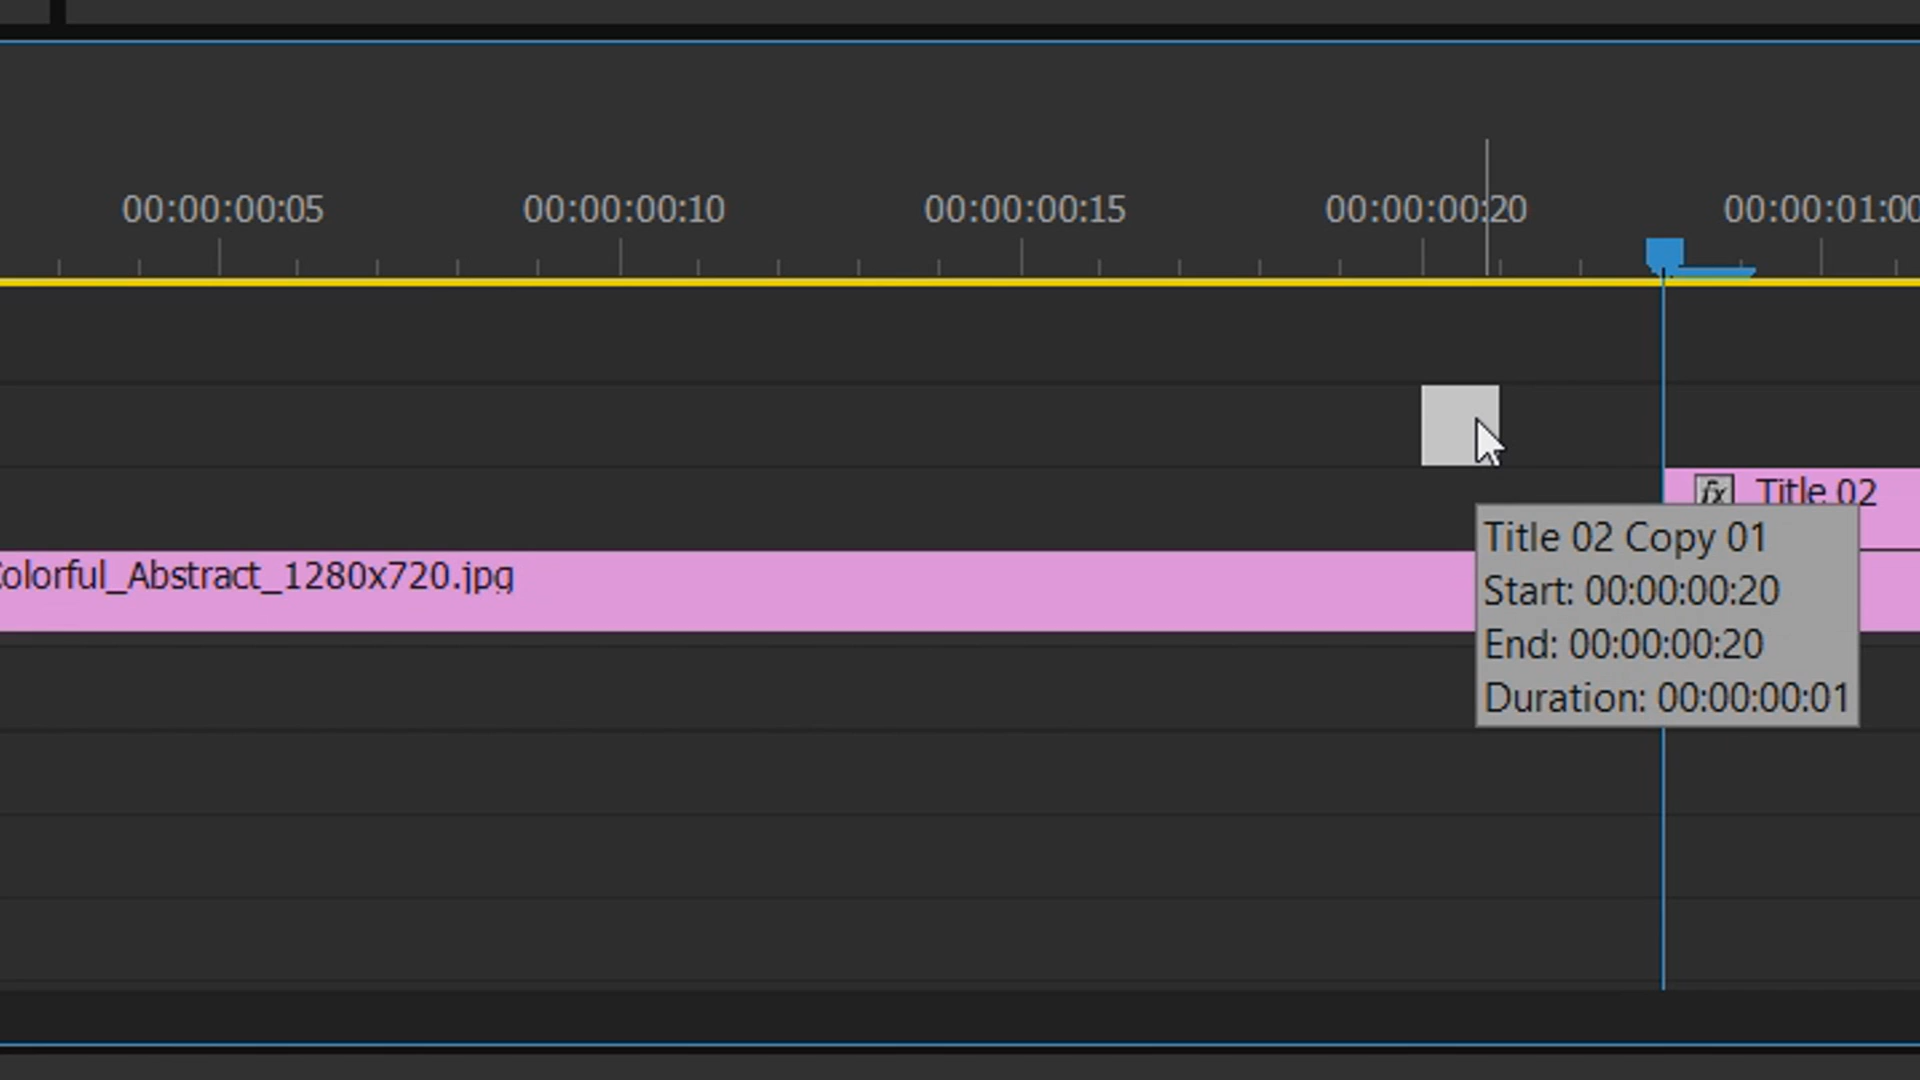 00:00:00:05 00:00:00:10 00:00:00:15 00:00:00:20 00:00:01:00
fx Title 02
Colorful_Abstract_1280x720.jpg
Title 02 Copy 01
Start: 00:00:00:20
End: 00:00:00:20
Duration: 00:00:00:01